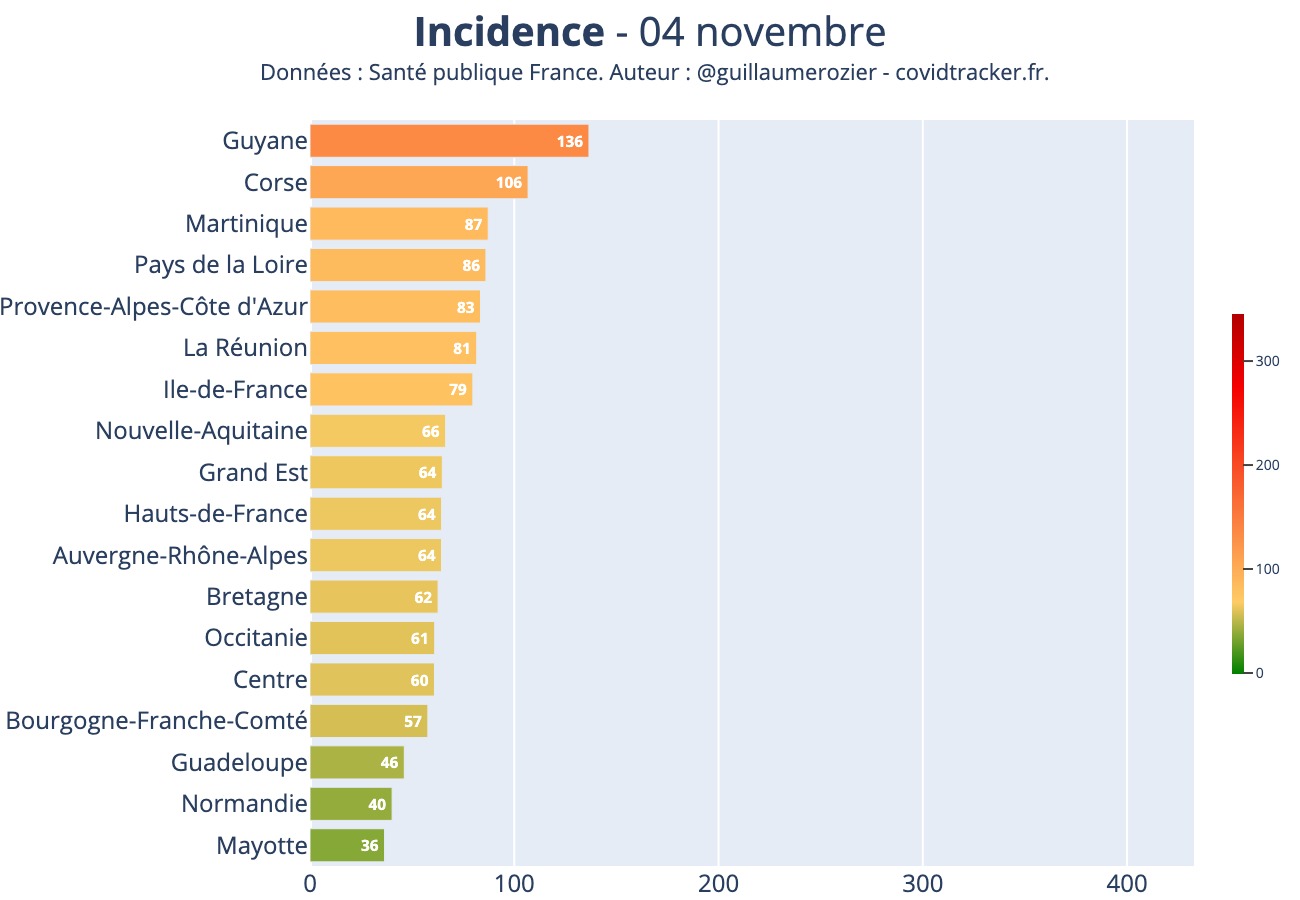 Incidence - 04 novembre
Données : Santé publique France. Auteur : @guillaumerozier - covidtracker.fr.
Guyane 136
Corse 106
Martinique 87
Pays de la Loire 86
Provence-Alpes-Côte d'Azur 83
La Réunion 81
Ile-de-France 79
Nouvelle-Aquitaine 66
Grand Est 64
Hauts-de-France 64
Auvergne-Rhône-Alpes 64
Bretagne 62
Occitanie 61
Centre 60
Bourgogne-Franche-Comté 57
Guadeloupe 46
Normandie 40
Mayotte 36
0 100 200 300 400
300
200
100
0